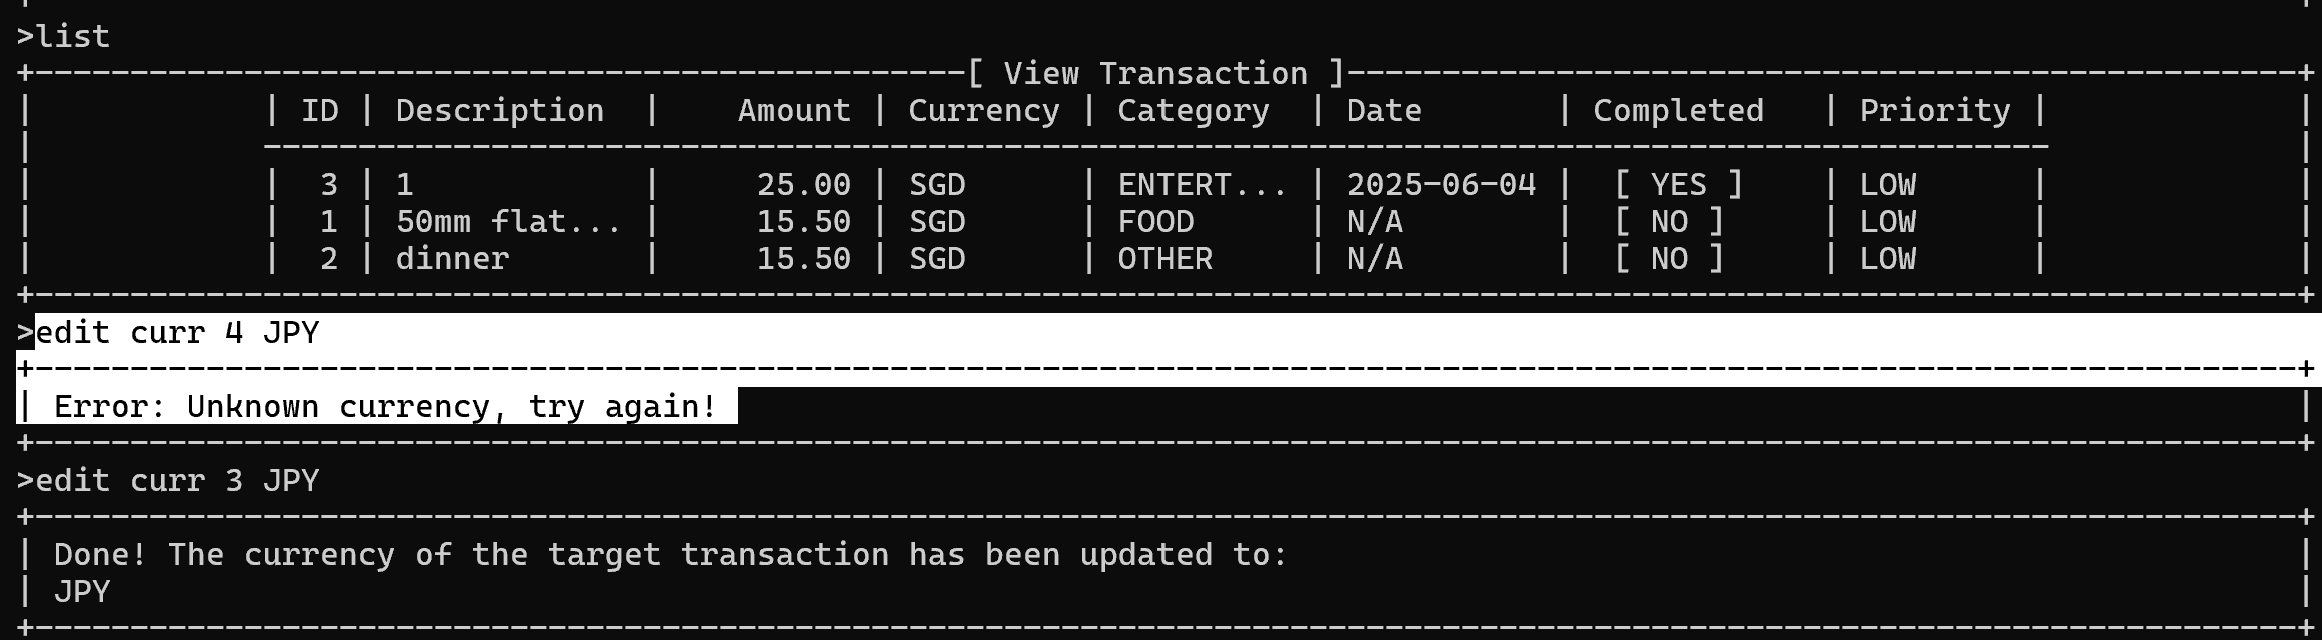 >list
+-------------------------------------------------[ View Transaction ]--------------------------------------------------+
| | ID | Description | Amount | Currency | Category | Date | Completed | Priority | |
| ---------------------------------------------------------------------------------------------- |
| | 3 | 1 | 25.00 | SGD | ENTERT... | 2025-06-04 | [ YES ] | LOW | |
| | 1 | 50mm flat... | 15.50 | SGD | FOOD | N/A | [ NO ] | LOW | |
| | 2 | dinner | 15.50 | SGD | OTHER | N/A | [ NO ] | LOW | |
+-----------------------------------------------------------------------------------------------------------------------+
>edit curr 4 JPY
+-----------------------------------------------------------------------------------------------------------------------+
| Error: Unknown currency, try again! |
+-----------------------------------------------------------------------------------------------------------------------+
>edit curr 3 JPY
+-----------------------------------------------------------------------------------------------------------------------+
| Done! The currency of the target transaction has been updated to: |
| JPY |
+-----------------------------------------------------------------------------------------------------------------------+